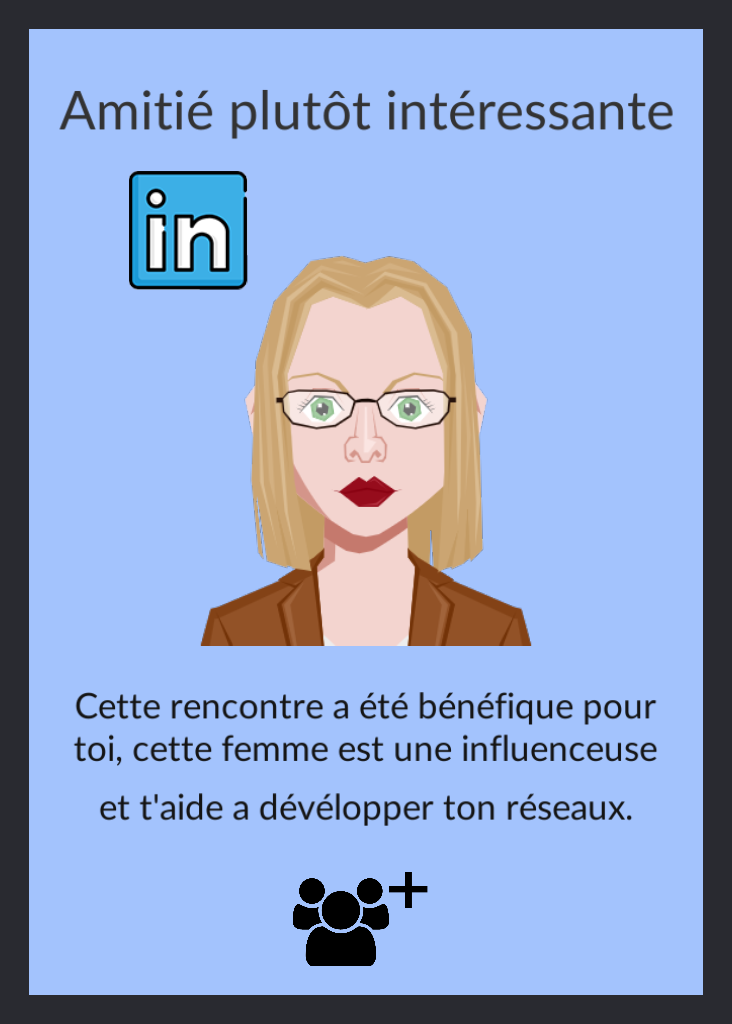 Amitié plutôt intéressante
in
Cette rencontre a été bénéfique pour
toi, cette femme est une influenceuse
et t'aide a dévélopper ton réseaux.